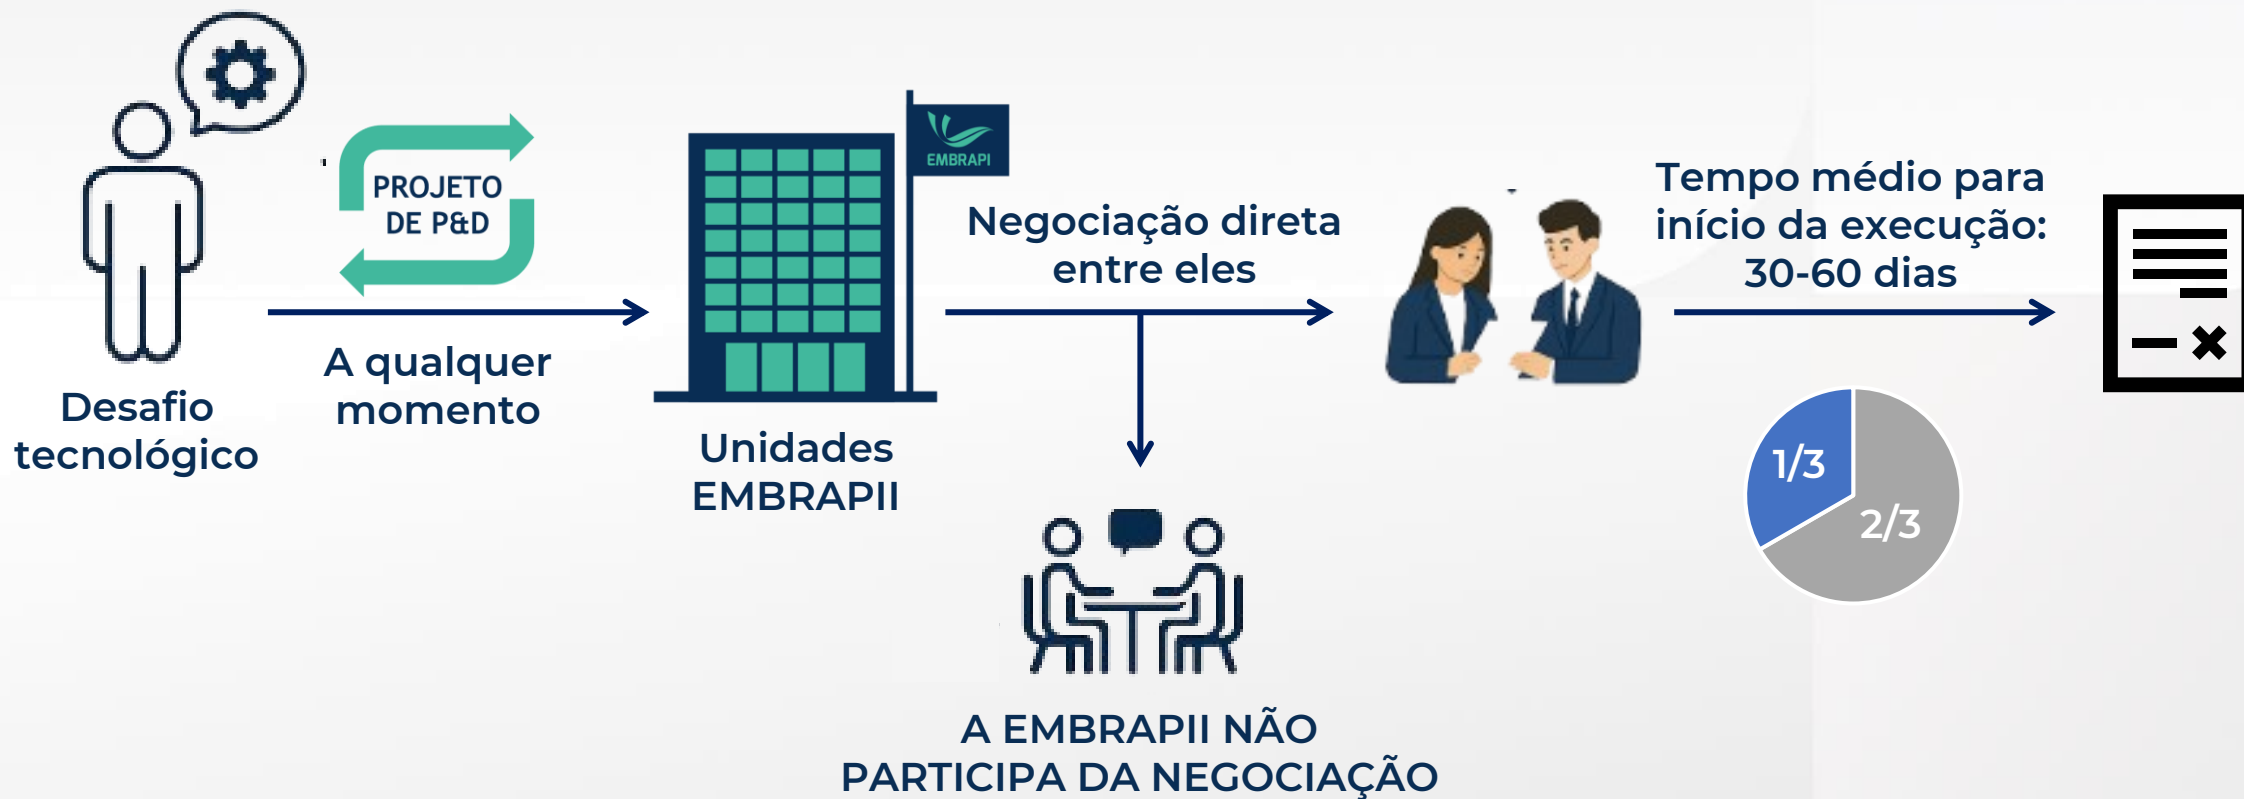 PROJETO
DE P&D
A qualquer
momento
Desafio
tecnológico
EMBRAPI
Unidades
EMBRAPII
Negociação direta
entre eles
A EMBRAPII NÃO
PARTICIPA DA NEGOCIAÇÃO
Tempo médio para
início da execução:
30-60 dias
1/3
2/3